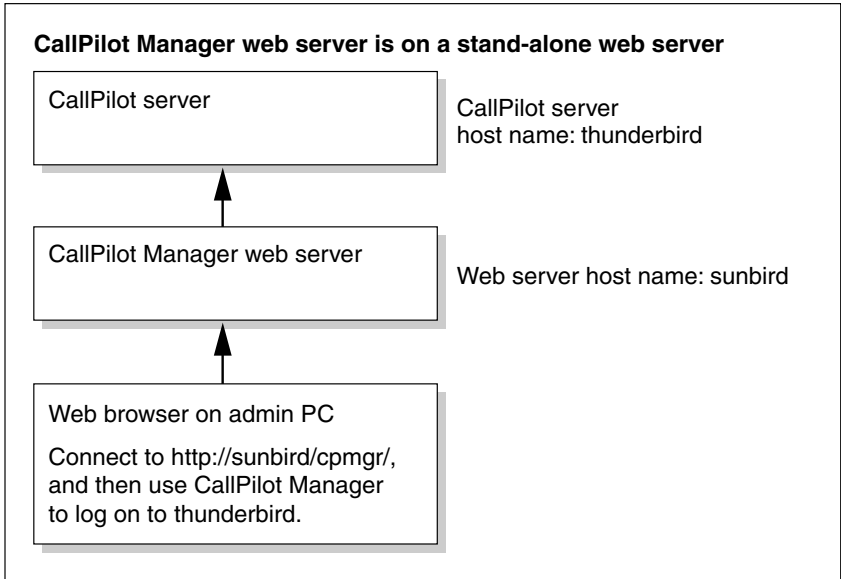 CallPilot Manager web server is on a stand-alone web server
CallPilot server
CallPilot server
host name: thunderbird
CallPilot Manager web server
Web server host name: sunbird
Web browser on admin PC
Connect to http://sunbird/cpmgr/,
and then use CallPilot Manager
to log on to thunderbird.